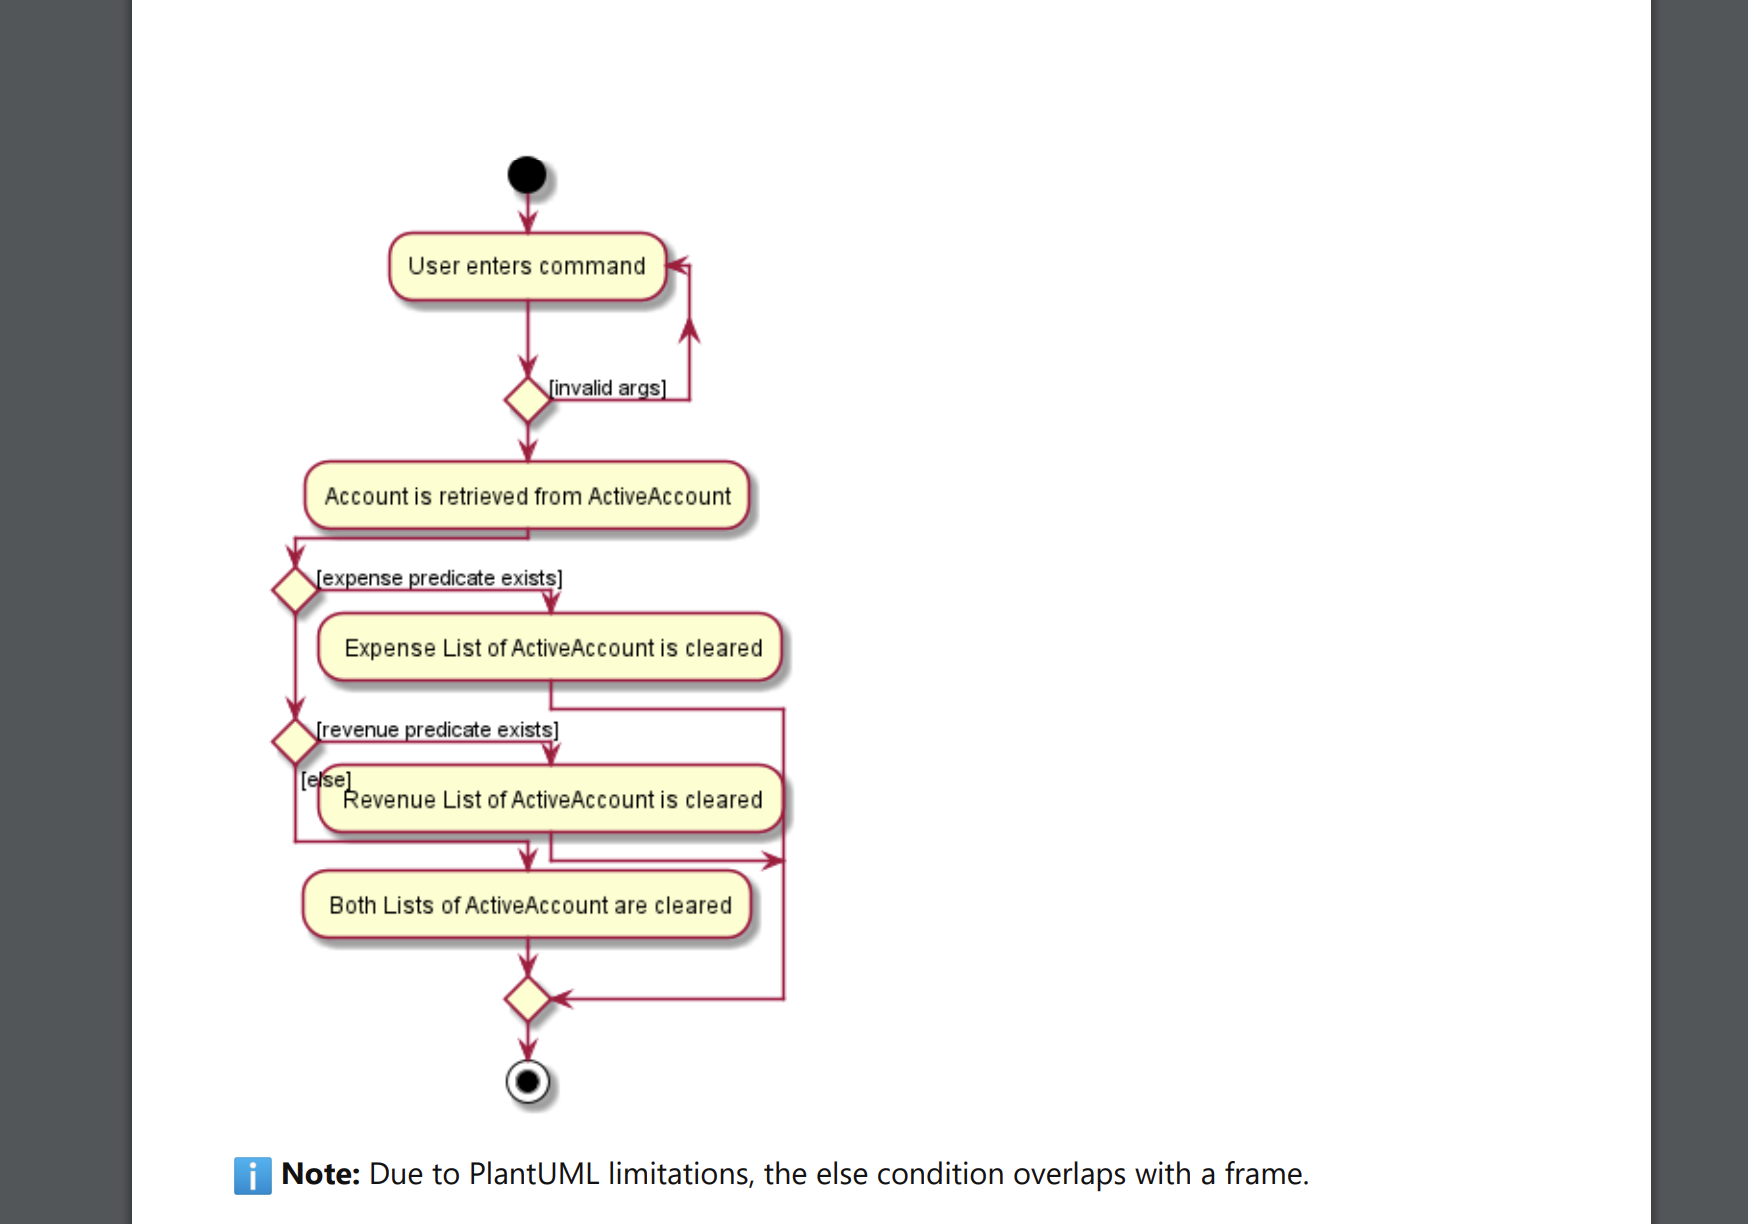 User enters command
[invalid args]
Account is retrieved from ActiveAccount
[expense predicate exists]
Expense List of ActiveAccount is cleared
[revenue predicate exists]
[else]
Revenue List of ActiveAccount is cleared
Both Lists of ActiveAccount are cleared
i Note: Due to PlantUML limitations, the else condition overlaps with a frame.